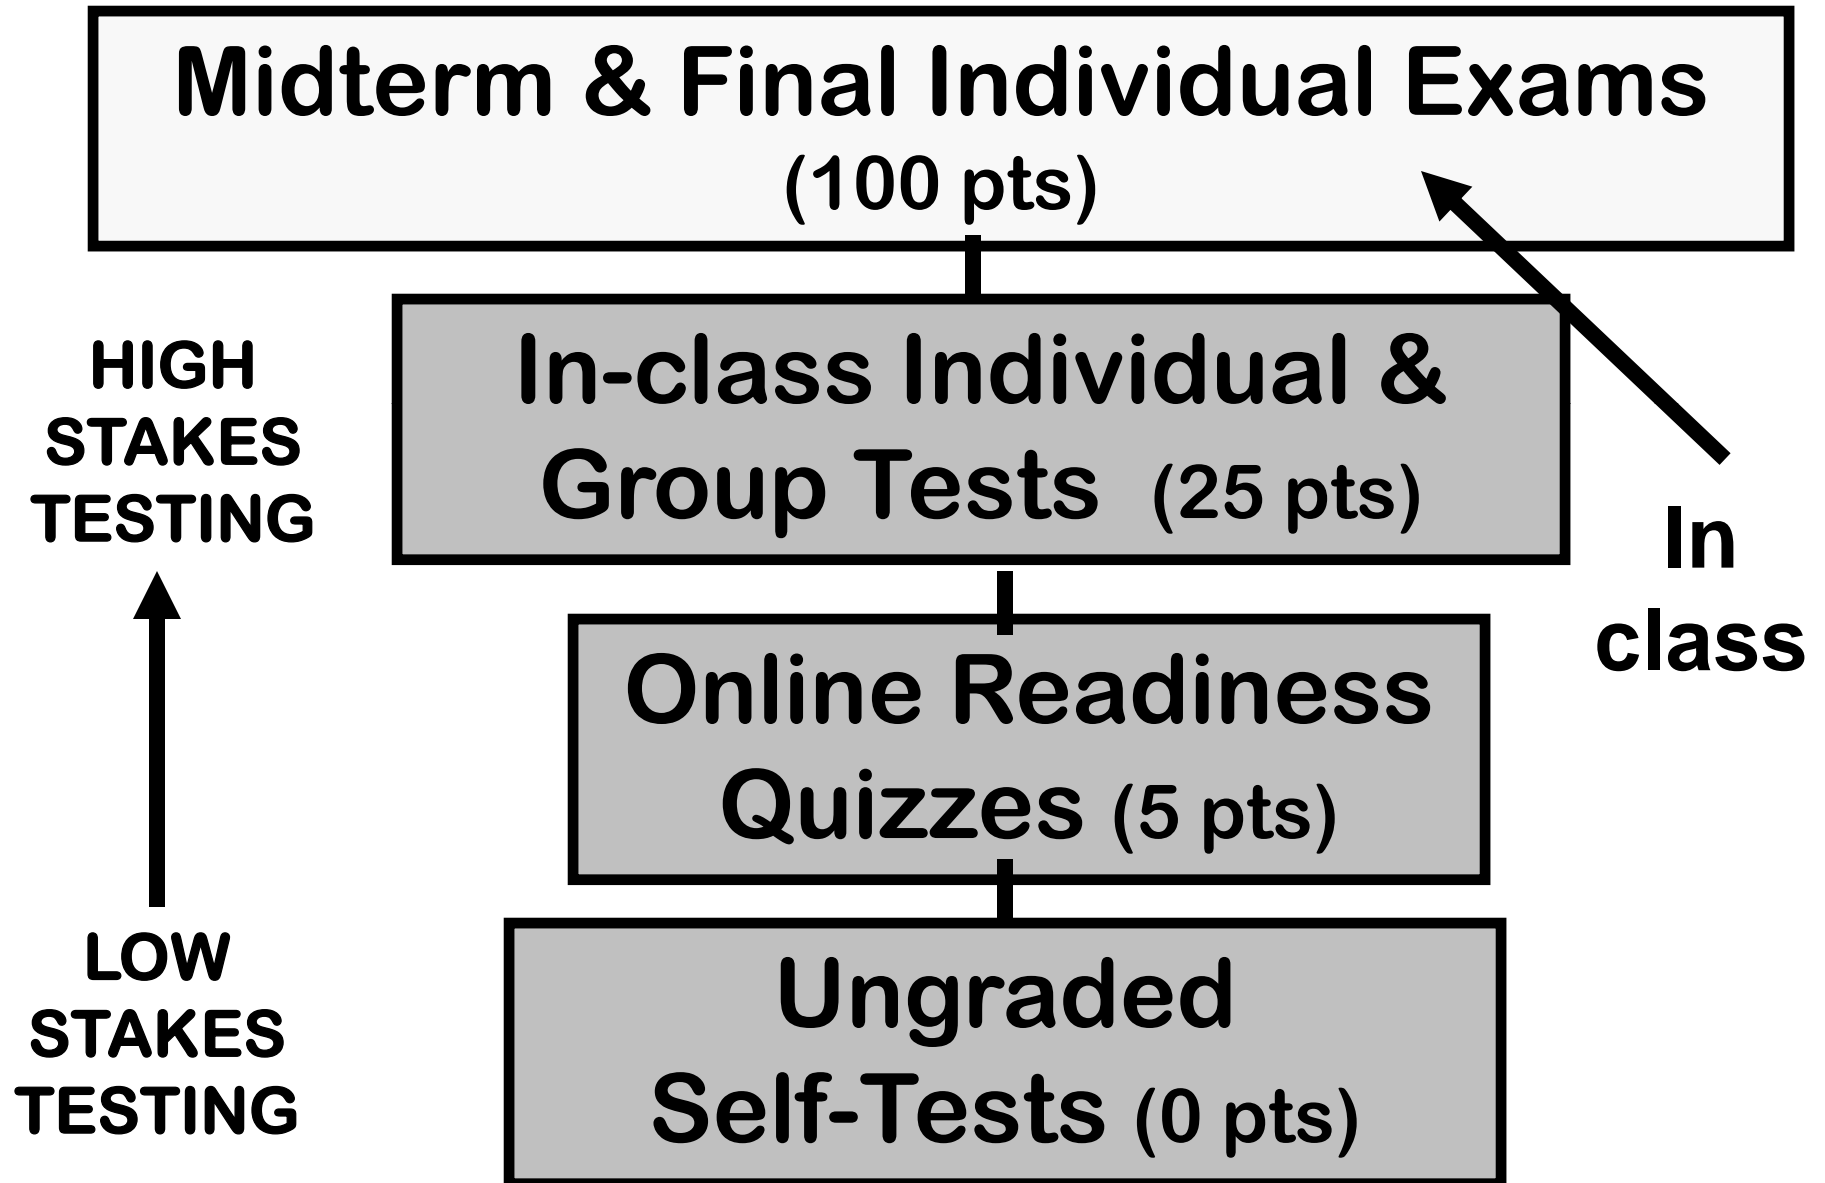 Midterm & Final Individual Exams
(100 pts)
In-class Individual &
Group Tests (25 pts)
HIGH
STAKES
TESTING
In
class
Online Readiness
Quizzes (5 pts)
LOW
STAKES
TESTING
Ungraded
Self-Tests (0 pts)